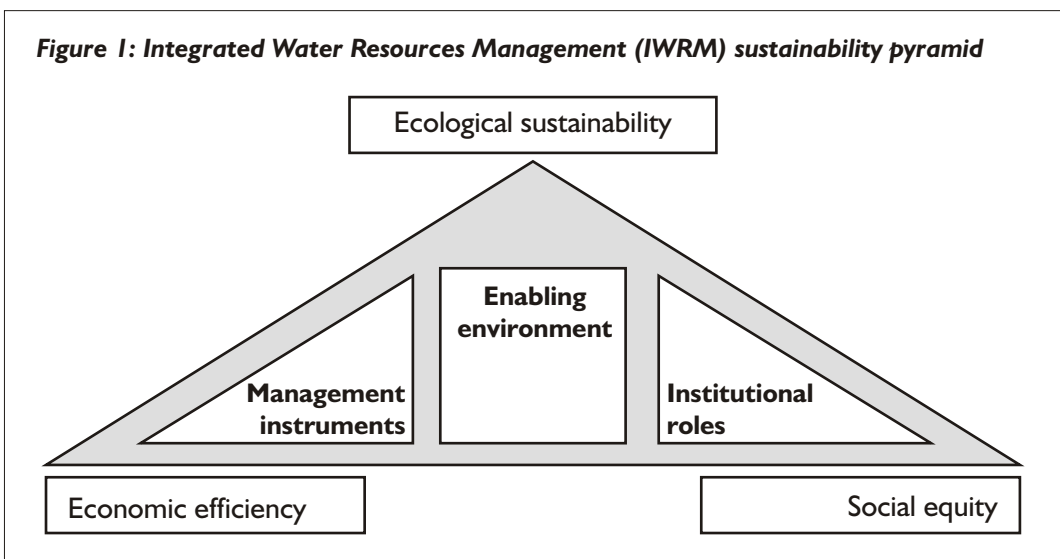 Figure 1: Integrated Water Resources Management (IWRM) sustainability pyramid
Ecological sustainability
Enabling
environment
Management
instruments
Institutional
roles
Economic efficiency
Social equity